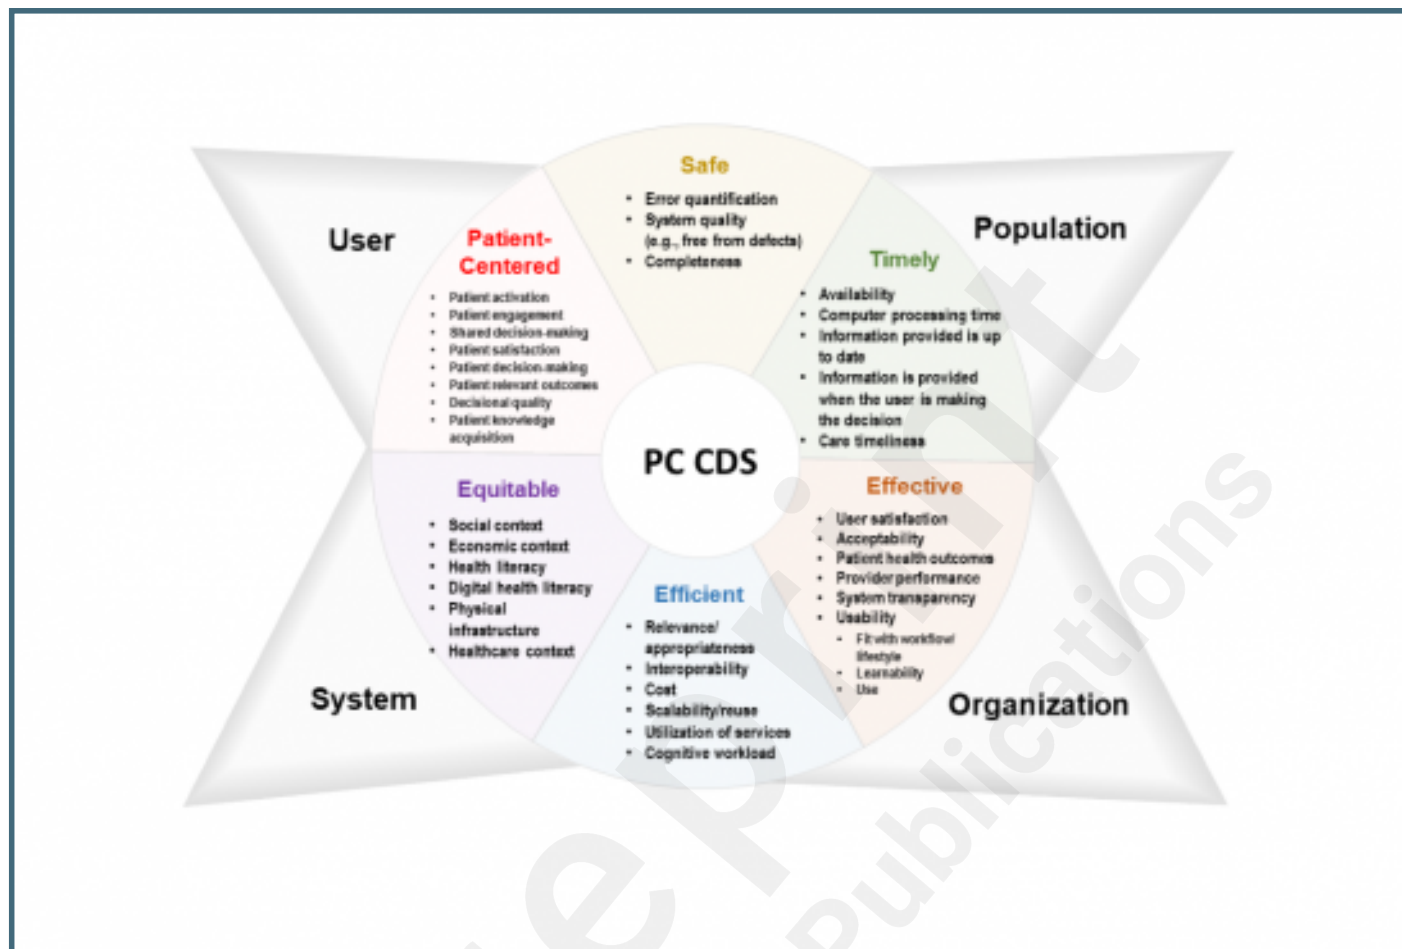 Safe
• Error quantification
• System quality
(e.g., free from defects)
• Completeness
User
Population
Patient-
Centered
• Patient activation
• Patient engagement
• Shared decision-making
• Patient satisfaction
• Patient decision-making
• Patient relevant outcomes
• Decisional quality
• Patient knowledge
acquisition
Timely
• Availability
• Computer processing time
• Information provided is up
to date
• Information is provided
when the user is making
the decision
• Care timeliness
PC CDS
Equitable
• Social context
• Economic context
• Health literacy
• Digital health literacy
• Physical
infrastructure
• Healthcare context
Effective
• User satisfaction
• Acceptability
• Patient health outcomes
• Provider performance
• System transparency
• Usability
• Fit with workflow/
lifestyle
• Learnability
• Use
Efficient
• Relevance/
appropriateness
• Interoperability
• Cost
• Scalability/reuse
• Utilization of services
• Cognitive workload
System
Organization
eprint
Publications